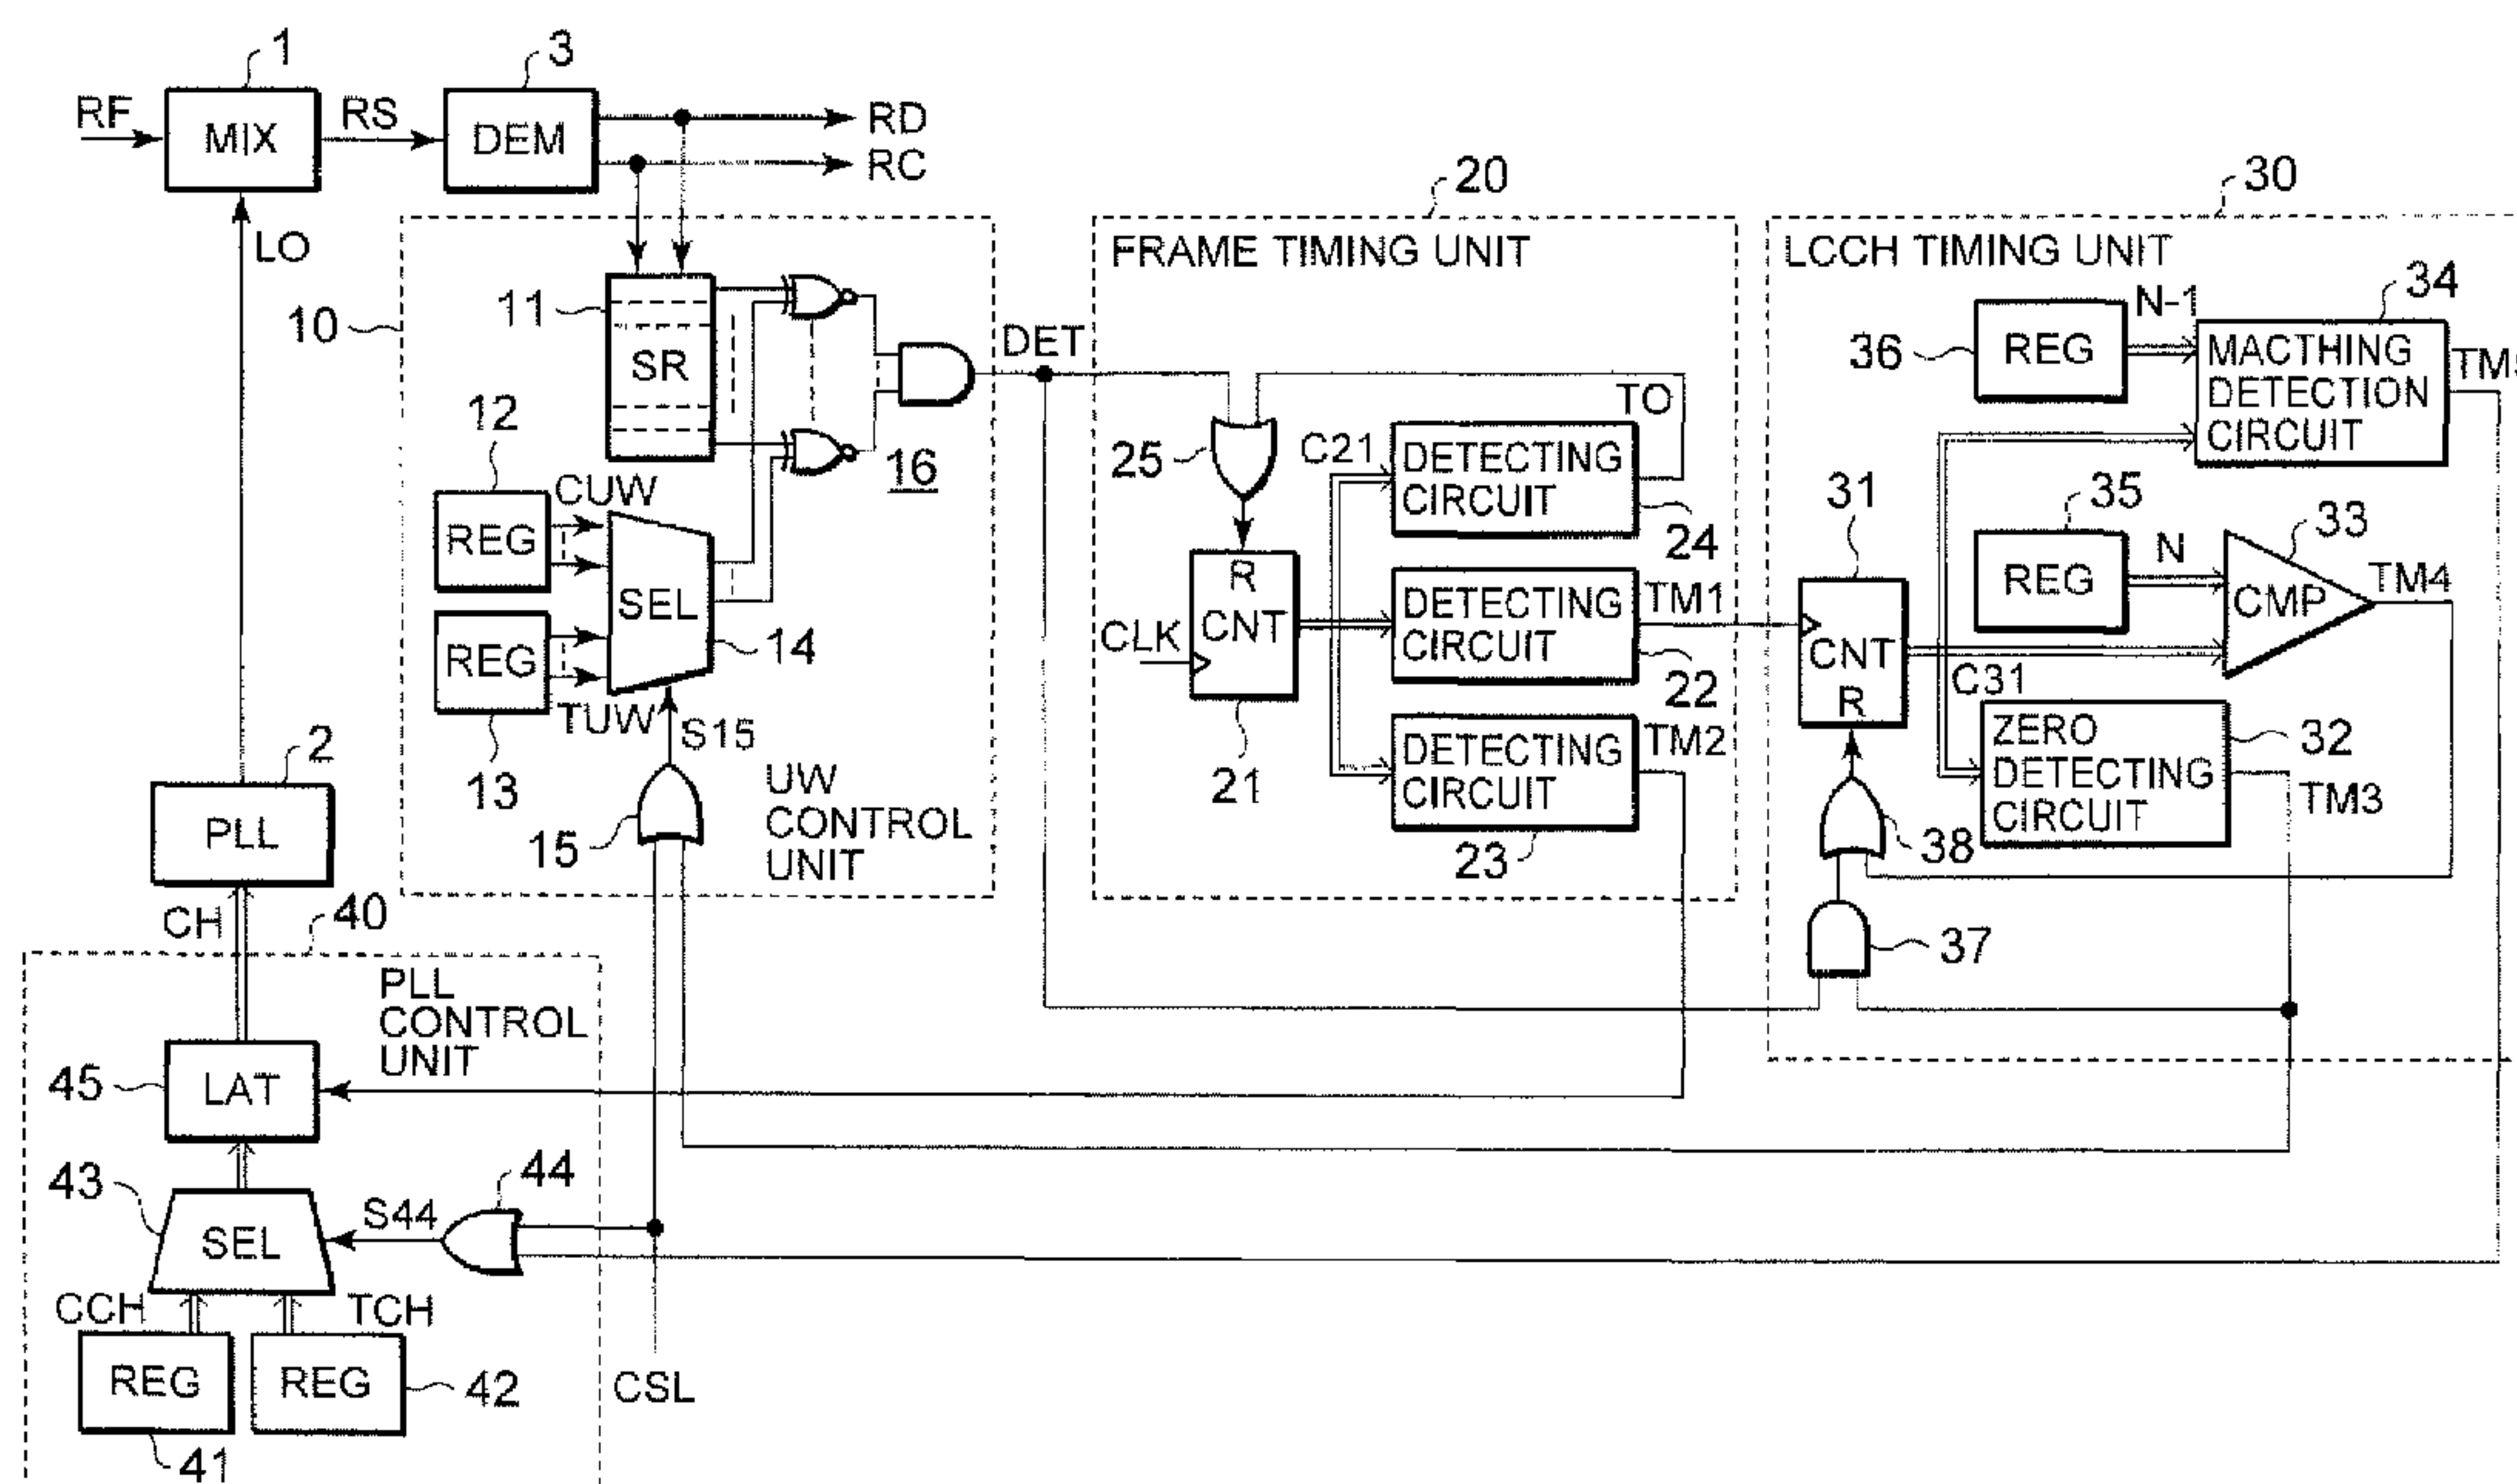 1
3
RF
MIX
RS
DEM
RD
RC
LO
20
30
FRAME TIMING UNIT
LCCH TIMING UNIT
10
11
SR
DET
16
12
REG
CUW
SEL
14
13
REG
TUW
S15
15
UW
CONTROL
UNIT
25
TO
C21
DETECTING
CIRCUIT
24
R
CNT
CLK
21
DETECTING
CIRCUIT
TM1
22
DETECTING
CIRCUIT
TM2
23
36
REG
N-1
34
MACTHING
DETECTION
CIRCUIT
31
CNT
R
35
REG
N
33
CMP
TM4
C31
ZERO
DETECTING
CIRCUIT
32
TM3
38
37
2
PLL
CH
40
PLL
CONTROL
UNIT
45
LAT
43
SEL
S44
44
CCH
TCH
REG
REG
42
41
CSL